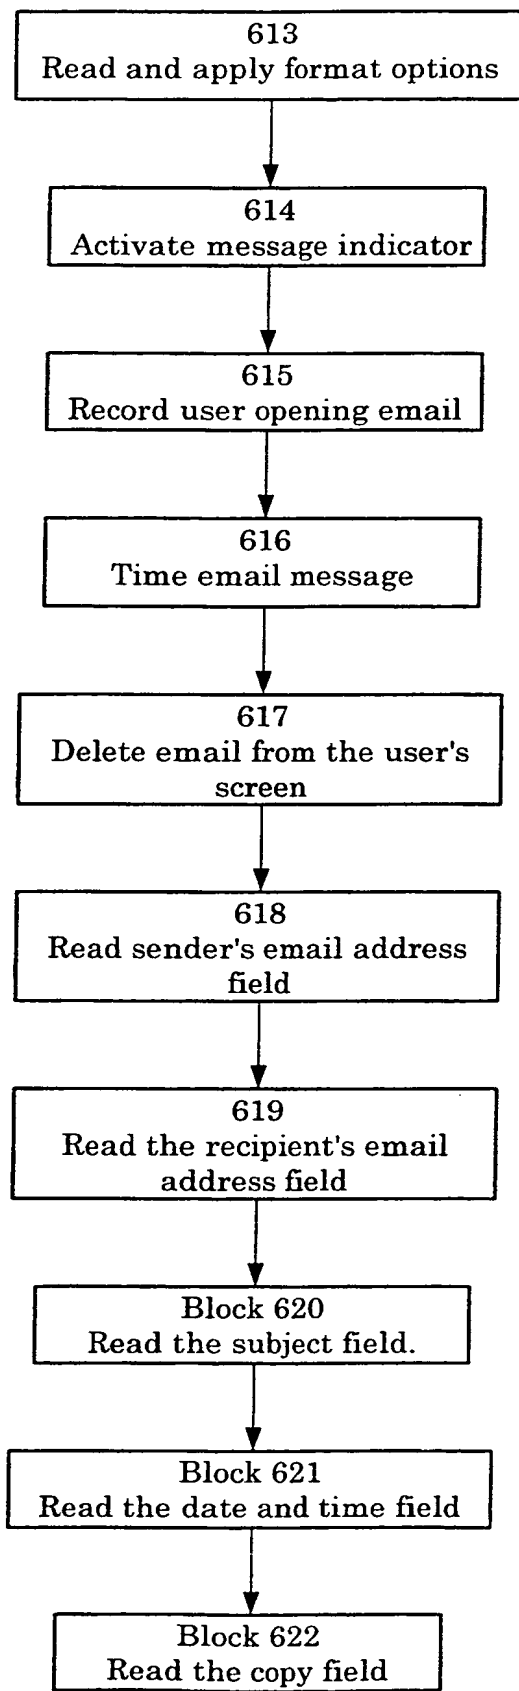 613
Read and apply format options
614
Activate message indicator
615
Record user opening email
616
Time email message
617
Delete email from the user's
screen
618
Read sender's email address
field
619
Read the recipient's email
address field
Block 620
Read the subject field.
Block 621
Read the date and time field
Block 622
Read the copy field